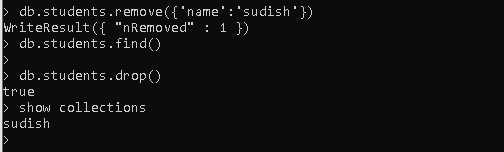 > db.students.remove({'name':'sudish'})
WriteResult({ "nRemoved" : 1 })
> db.students.find()
>
> db.students.drop()
true
> show collections
sudish
>